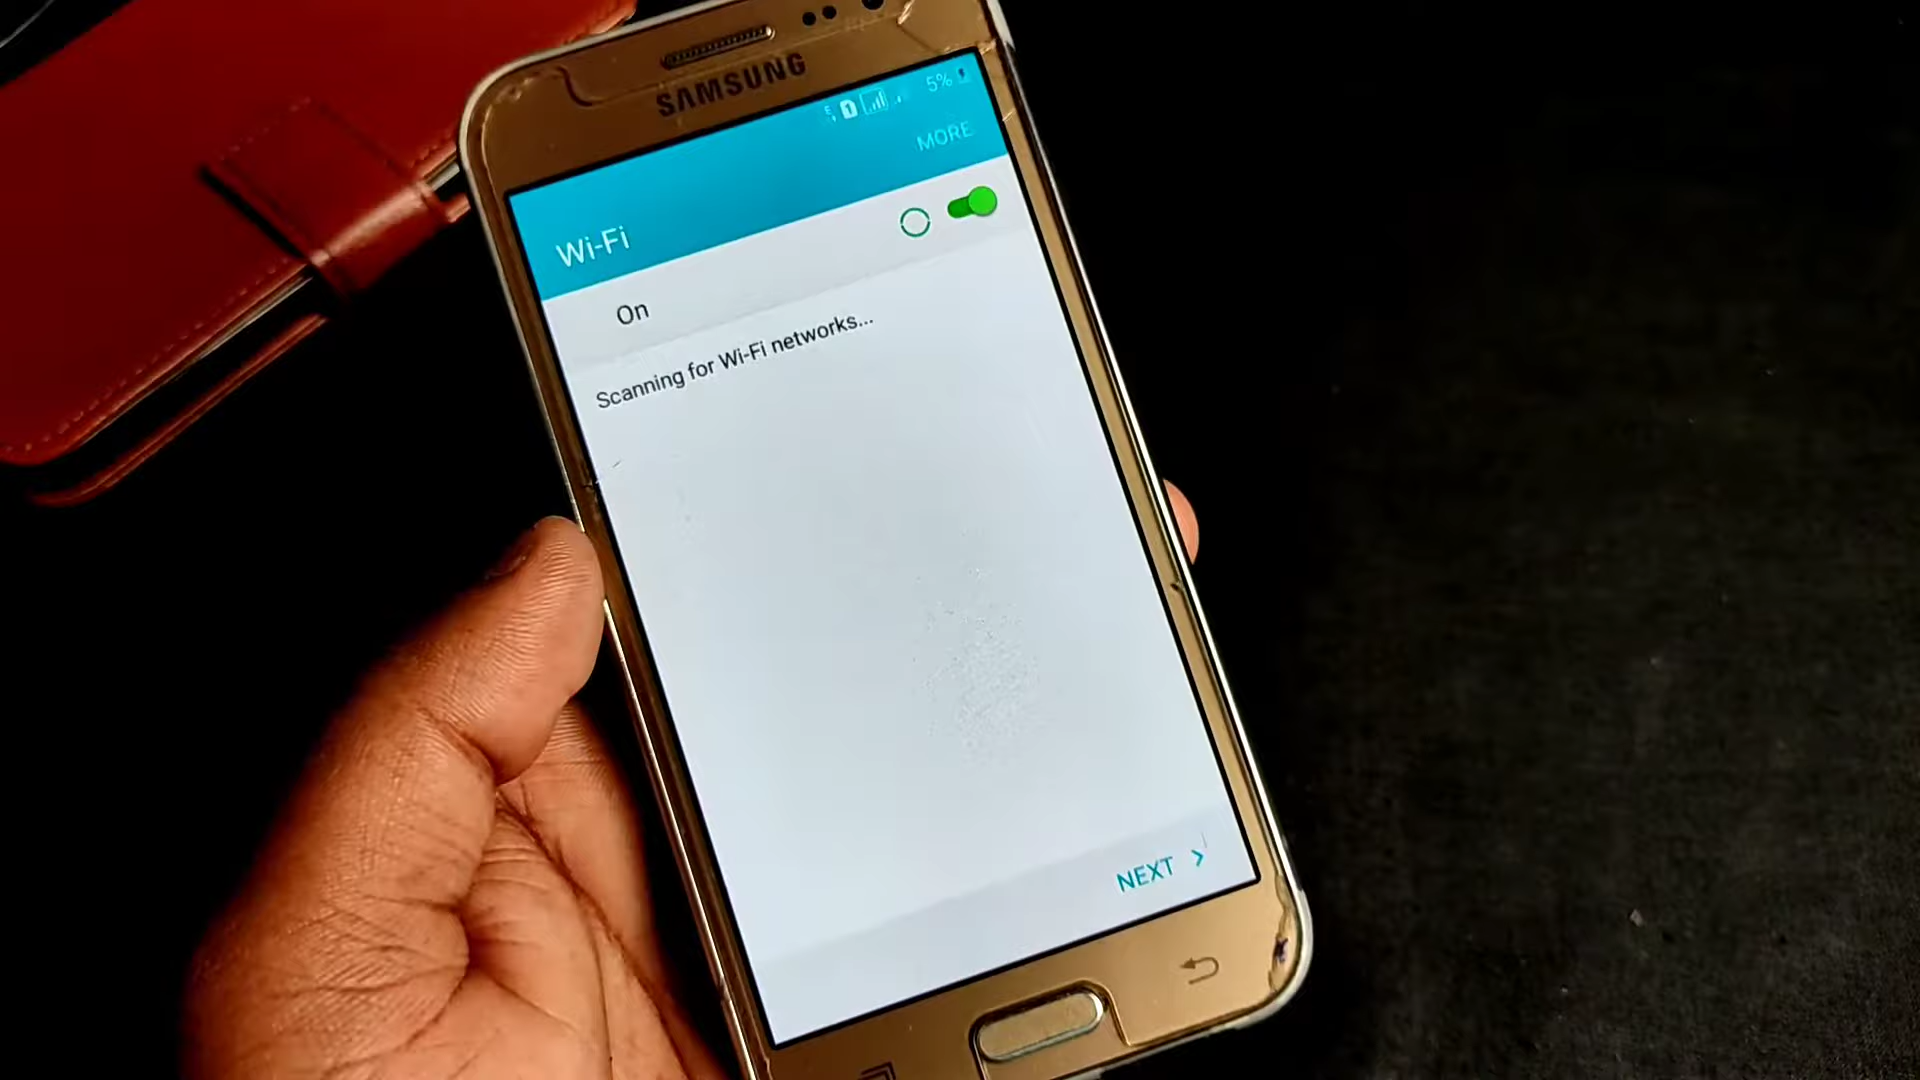 SAMSUNG
5%
MORE
Wi-Fi
On
Scanning for Wi-Fi networks...
NEXT